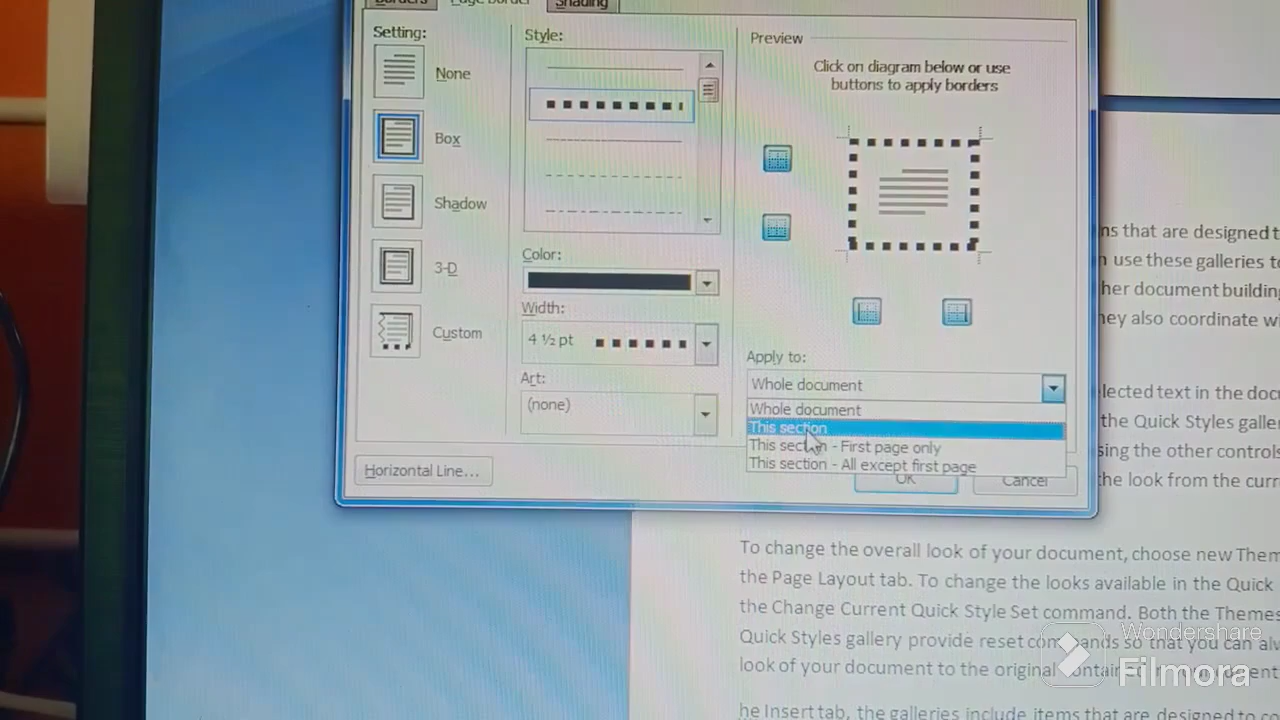 Borders
Page Border
Shading
Setting:
None
Box
Shadow
3-D
Custom
Style:
Color:
Width:
4 ½ pt
Art:
(none)
Preview
Click on diagram below or use
buttons to apply borders
Apply to:
Whole document
Whole document
This section
This section - First page only
This section - All except first page
Horizontal Line...
OK
Cancel
ns that are designed t
use these galleries to
her document building
hey also coordinate w
lected text in the doc
the Quick Styles galle
sing the other controls
the look from the curr
To change the overall look of your document, choose new Them
the Page Layout tab. To change the looks available in the Quick
the Change Current Quick Style Set command. Both the Themes
Quick Styles gallery provide reset commands so that you can alw
look of your document to the original contained
he Insert tab, the galleries include items that are designed to co
Wondershare
Filmora